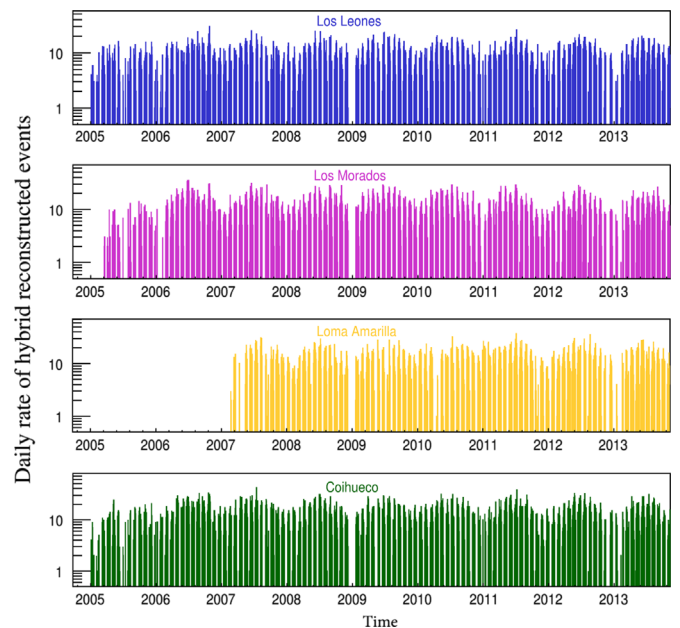 Daily rate of hybrid reconstructed events
Los Leones
10
1
2005 2006 2007 2008 2009 2010 2011 2012 2013
Los Morados
10
1
2005 2006 2007 2008 2009 2010 2011 2012 2013
Loma Amarilla
10
1
2005 2006 2007 2008 2009 2010 2011 2012 2013
Coihueco
10
1
2005 2006 2007 2008 2009 2010 2011 2012 2013
Time